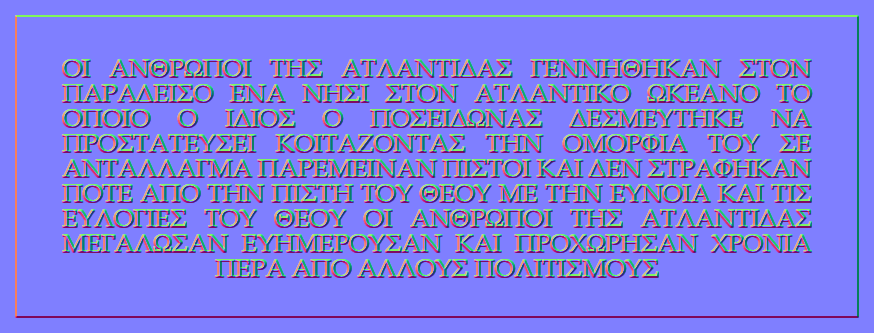 ΟΙ ΑΝΘΡΩΠΟΙ ΤΗΣ ΑΤΛΑΝΤΙΔΑΣ ΓΕΝΝΗΘΗΚΑΝ ΣΤΟΝ
ΠΑΡΑΔΕΙΣΟ ΕΝΑ ΝΗΣΙ ΣΤΟΝ ΑΤΛΑΝΤΙΚΟ ΩΚΕΑΝΟ ΤΟ
ΟΠΟΙΟ Ο ΙΔΙΟΣ Ο ΠΟΣΕΙΔΩΝΑΣ ΔΕΣΜΕΥΤΗΚΕ ΝΑ
ΠΡΟΣΤΑΤΕΥΣΕΙ ΚΟΙΤΑΖΟΝΤΑΣ ΤΗΝ ΟΜΟΡΦΙΑ ΤΟΥ ΣΕ
ΑΝΤΑΛΛΑΓΜΑ ΠΑΡΕΜΕΙΝΑΝ ΠΙΣΤΟΙ ΚΑΙ ΔΕΝ ΣΤΡΑΦΗΚΑΝ
ΠΟΤΕ ΑΠΟ ΤΗΝ ΠΙΣΤΗ ΤΟΥ ΘΕΟΥ ΜΕ ΤΗΝ ΕΥΝΟΙΑ ΚΑΙ ΤΙΣ
ΕΥΛΟΓΙΕΣ ΤΟΥ ΘΕΟΥ ΟΙ ΑΝΘΡΩΠΟΙ ΤΗΣ ΑΤΛΑΝΤΙΔΑΣ
ΜΕΓΑΛΩΣΑΝ ΕΥΗΜΕΡΟΥΣΑΝ ΚΑΙ ΠΡΟΧΩΡΗΣΑΝ ΧΡΟΝΙΑ
ΠΕΡΑ ΑΠΟ ΑΛΛΟΥΣ ΠΟΛΙΤΙΣΜΟΥΣ